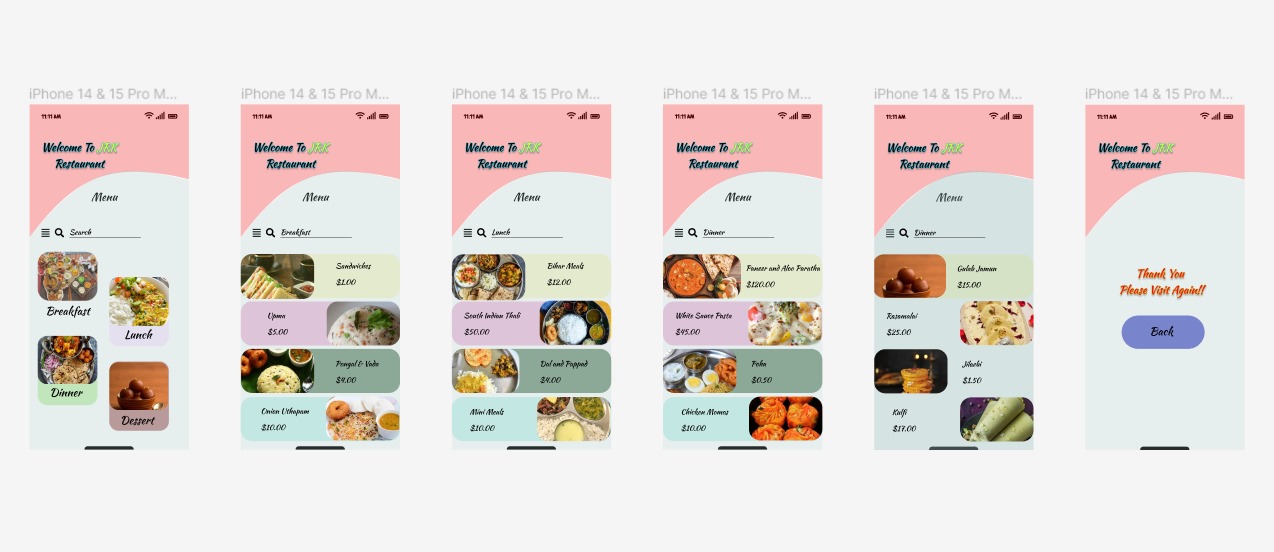 iPhone 14 & 15 Pro M...
11:11 AM
Welcome To JRK
Restaurant
Menu
Search
Breakfast
Lunch
Dinner
Dessert
iPhone 14 & 15 Pro M...
11:11 AM
Welcome To JRK
Restaurant
Menu
Breakfast
Sandwiches
$1.00
Upma
$5.00
Pongal & Vada
$4.00
Onion Uthapam
$10.00
iPhone 14 & 15 Pro M...
11:11 AM
Welcome To JRK
Restaurant
Menu
Lunch
Bihar Meals
$12.00
South Indian Thali
$50.00
Dal and Pappad
$4.00
Mini Meals
$10.00
iPhone 14 & 15 Pro M...
11:11 AM
Welcome To JRK
Restaurant
Menu
Dinner
Paneer and Aloo Paratha
$120.00
White Sauce Pasta
$45.00
Poha
$0.50
Chicken Momos
$10.00
iPhone 14 & 15 Pro M...
11:11 AM
Welcome To JRK
Restaurant
Menu
Dinner
Gulab Jamun
$15.00
Rasamalai
$25.00
Jilaebi
$1.50
Kulfi
$17.00
iPhone 14 & 15 Pro M...
11:11 AM
Welcome To JRK
Restaurant
Thank You
Please Visit Again!!
Back